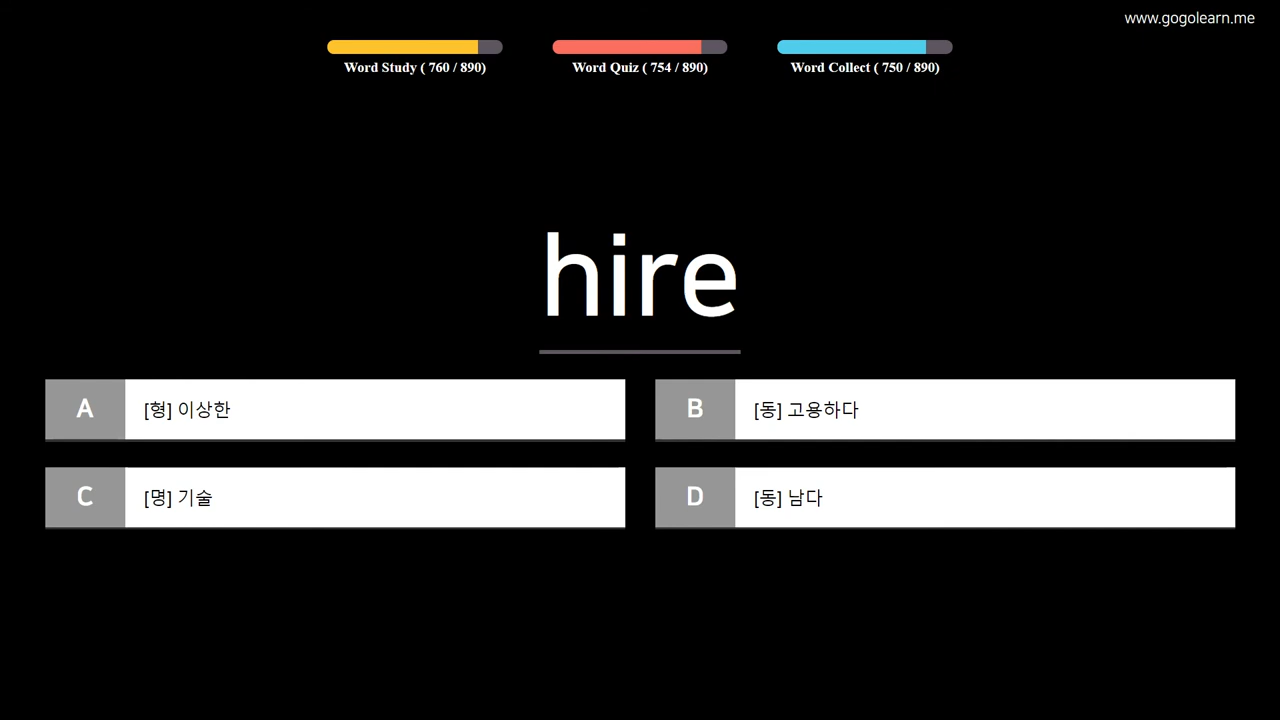 www.gogolearn.me
Word Study ( 760 / 890)
Word Quiz ( 754 / 890)
Word Collect ( 750 / 890)
hire
A [형] 이상한
B [동] 고용하다
C [명] 기술
D [동] 남다